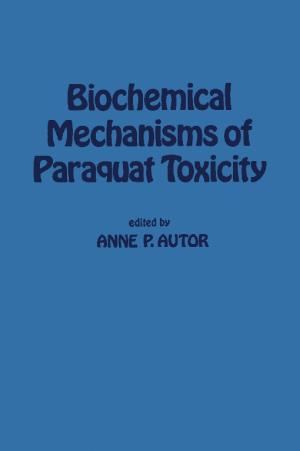 Biochemical
Mechanisms of
Paraquat Toxicity
edited by
ANNE P. AUTOR